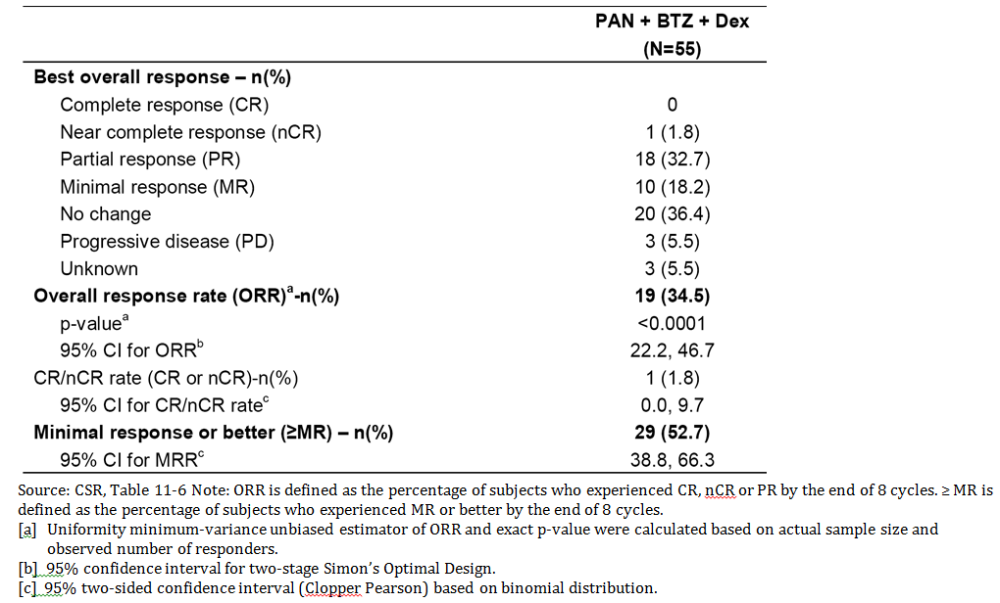 PAN + BTZ + Dex
(N=55)
Best overall response – n(%)
Complete response (CR) 0
Near complete response (nCR) 1 (1.8)
Partial response (PR) 18 (32.7)
Minimal response (MR) 10 (18.2)
No change 20 (36.4)
Progressive disease (PD) 3 (5.5)
Unknown 3 (5.5)
Overall response rate (ORR)a-n(%) 19 (34.5)
p-valuea <0.0001
95% CI for ORRb 22.2, 46.7
CR/nCR rate (CR or nCR)-n(%) 1 (1.8)
95% CI for CR/nCR ratec 0.0, 9.7
Minimal response or better (≥MR) – n(%) 29 (52.7)
95% CI for MRRc 38.8, 66.3
Source: CSR, Table 11-6 Note: ORR is defined as the percentage of subjects who experienced CR, nCR or PR by the end of 8 cycles. ≥ MR is
defined as the percentage of subjects who experienced MR or better by the end of 8 cycles.
[a] Uniformity minimum-variance unbiased estimator of ORR and exact p-value were calculated based on actual sample size and
observed number of responders.
[b] 95% confidence interval for two-stage Simon's Optimal Design.
[c] 95% two-sided confidence interval (Clopper Pearson) based on binomial distribution.